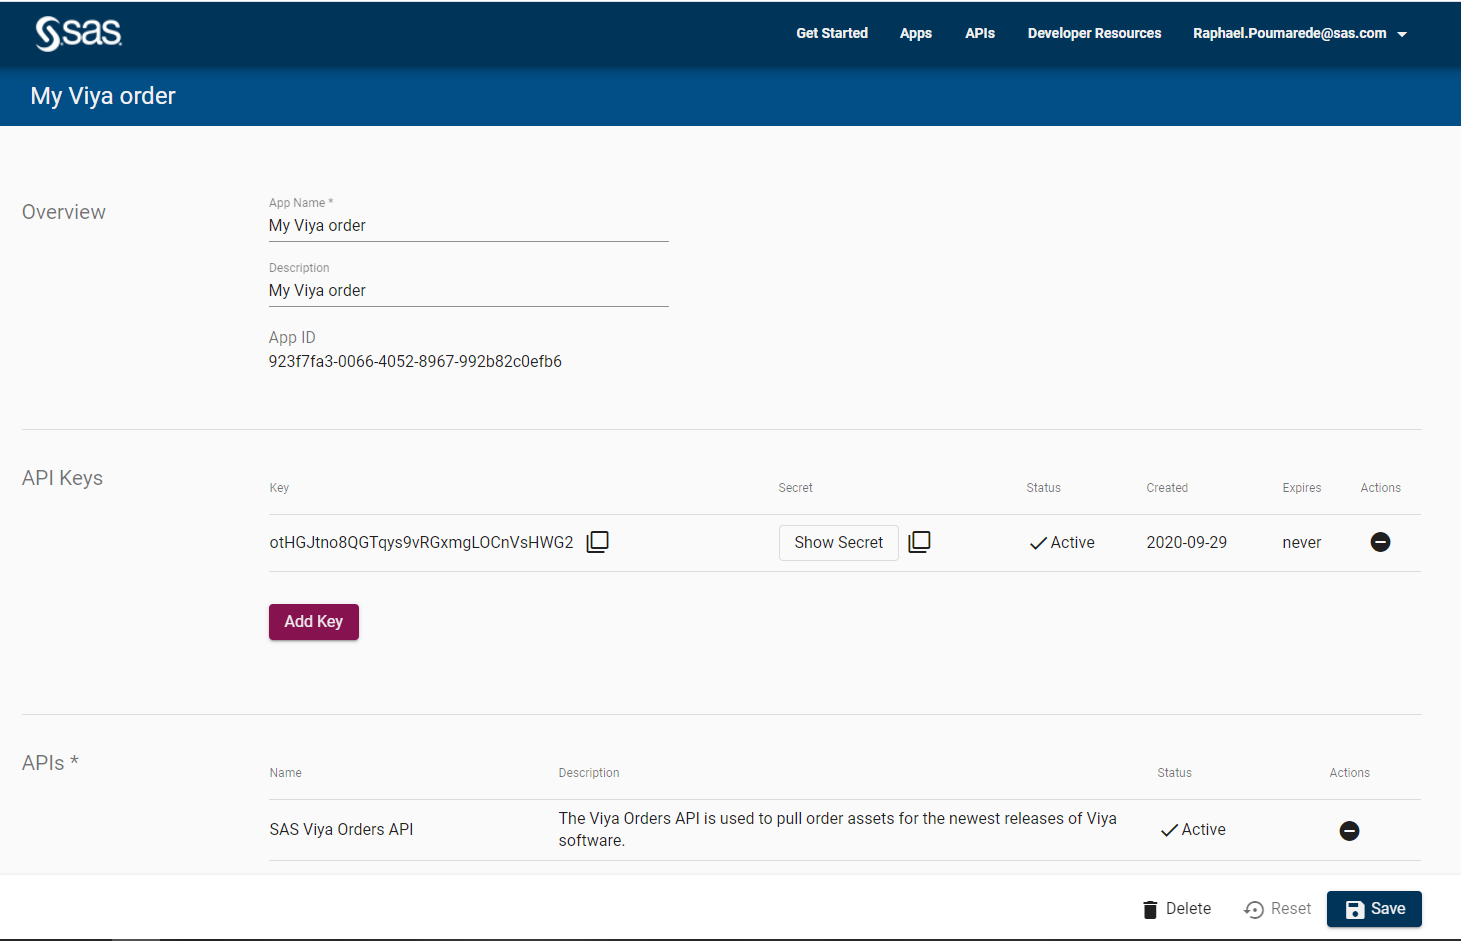 sas
Get Started Apps APIs Developer Resources Raphael.Poumarede@sas.com
My Viya order
Overview
App Name *
My Viya order
Description
My Viya order
App ID
923f7fa3-0066-4052-8967-992b82c0efb6
API Keys
Key Secret Status Created Expires Actions
otHGJtno8QGTqys9vRGxmgLOCnVsHWG2 Show Secret Active 2020-09-29 never
Add Key
APIs *
Name Description Status Actions
SAS Viya Orders API The Viya Orders API is used to pull order assets for the newest releases of Viya
software. Active
Delete Reset Save